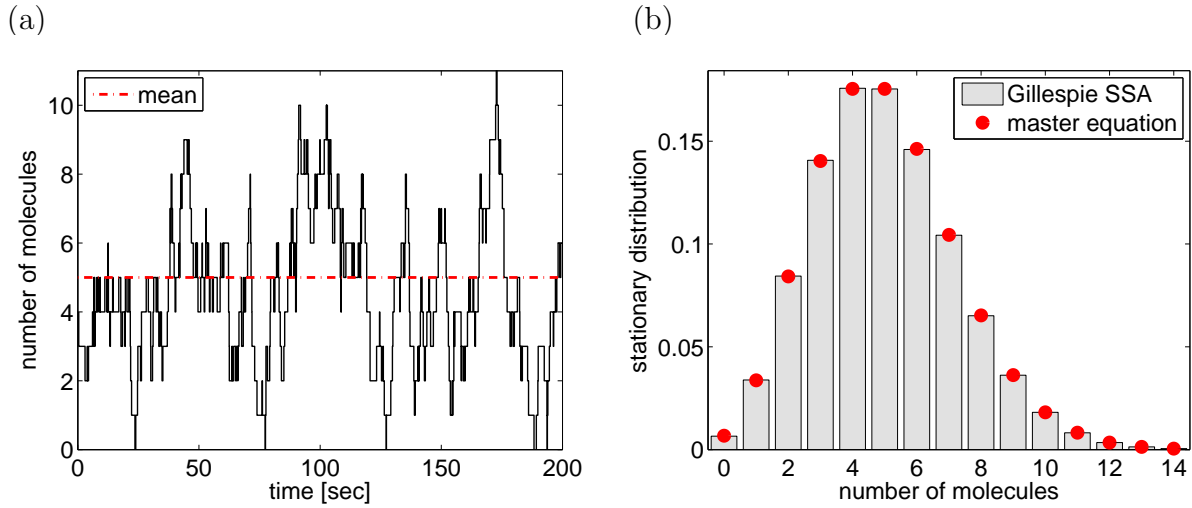 (a)
mean
number of molecules
0
2
4
6
8
10
0
50
100
150
200
time [sec]
(b)
Gillespie SSA
master equation
stationary distribution
0
0.05
0.1
0.15
0
2
4
6
8
10
12
14
number of molecules